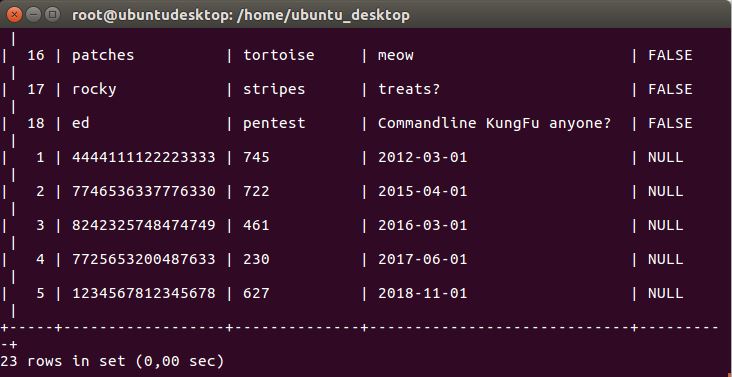 root@ubuntudesktop: /home/ubuntu_desktop
 |
|  16 | patches          | tortoise     | meow                        | FALSE
 |
|  17 | rocky            | stripes      | treats?                     | FALSE
 |
|  18 | ed               | pentest      | Commandline KungFu anyone?  | FALSE
 |
|   1 | 4444111122223333 | 745          | 2012-03-01                  | NULL
 |
|   2 | 7746536337776330 | 722          | 2015-04-01                  | NULL
 |
|   3 | 8242325748474749 | 461          | 2016-03-01                  | NULL
 |
|   4 | 7725653200487633 | 230          | 2017-06-01                  | NULL
 |
|   5 | 1234567812345678 | 627          | 2018-11-01                  | NULL
 |
+-----+------------------+--------------+-----------------------------+---------
-+
23 rows in set (0,00 sec)